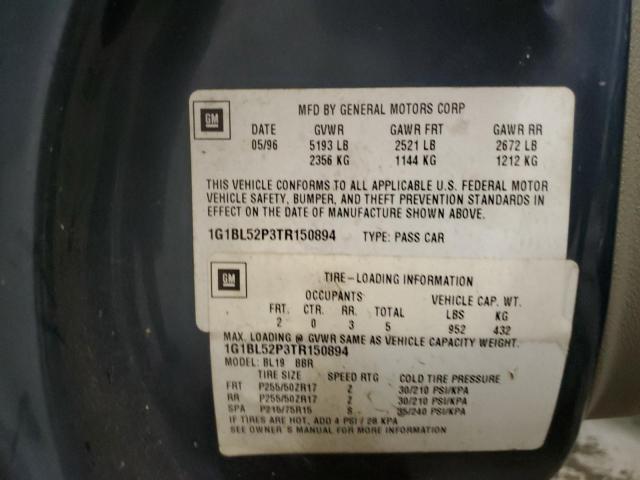 GM
MFD BY GENERAL MOTORS CORP
DATE GVWR GAWR FRT GAWR RR
05/96 5193 LB 2521 LB 2672 LB
2356 KG 1144 KG 1212 KG
THIS VEHICLE CONFORMS TO ALL APPLICABLE U.S. FEDERAL MOTOR
VEHICLE SAFETY, BUMPER, AND THEFT PREVENTION STANDARDS IN
EFFECT ON THE DATE OF MANUFACTURE SHOWN ABOVE.
1G1BL52P3TR150894 TYPE: PASS CAR
GM
TIRE-LOADING INFORMATION
OCCUPANTS VEHICLE CAP. WT.
FRT. CTR. RR. TOTAL LBS KG
2 0 3 5 952 432
MAX. LOADING @ GVWR SAME AS VEHICLE CAPACITY WEIGHT.
1G1BL52P3TR150894
MODEL: BL19 BBR
TIRE SIZE SPEED RTG COLD TIRE PRESSURE
FRT P255/50ZR17 Z 30/210 PSI/KPA
RR P255/50ZR17 Z 30/210 PSI/KPA
SPA P215/75R15 S 35/240 PSI/KPA
IF TIRES ARE HOT, ADD 4 PSI/28 KPA
SEE OWNER'S MANUAL FOR MORE INFORMATION